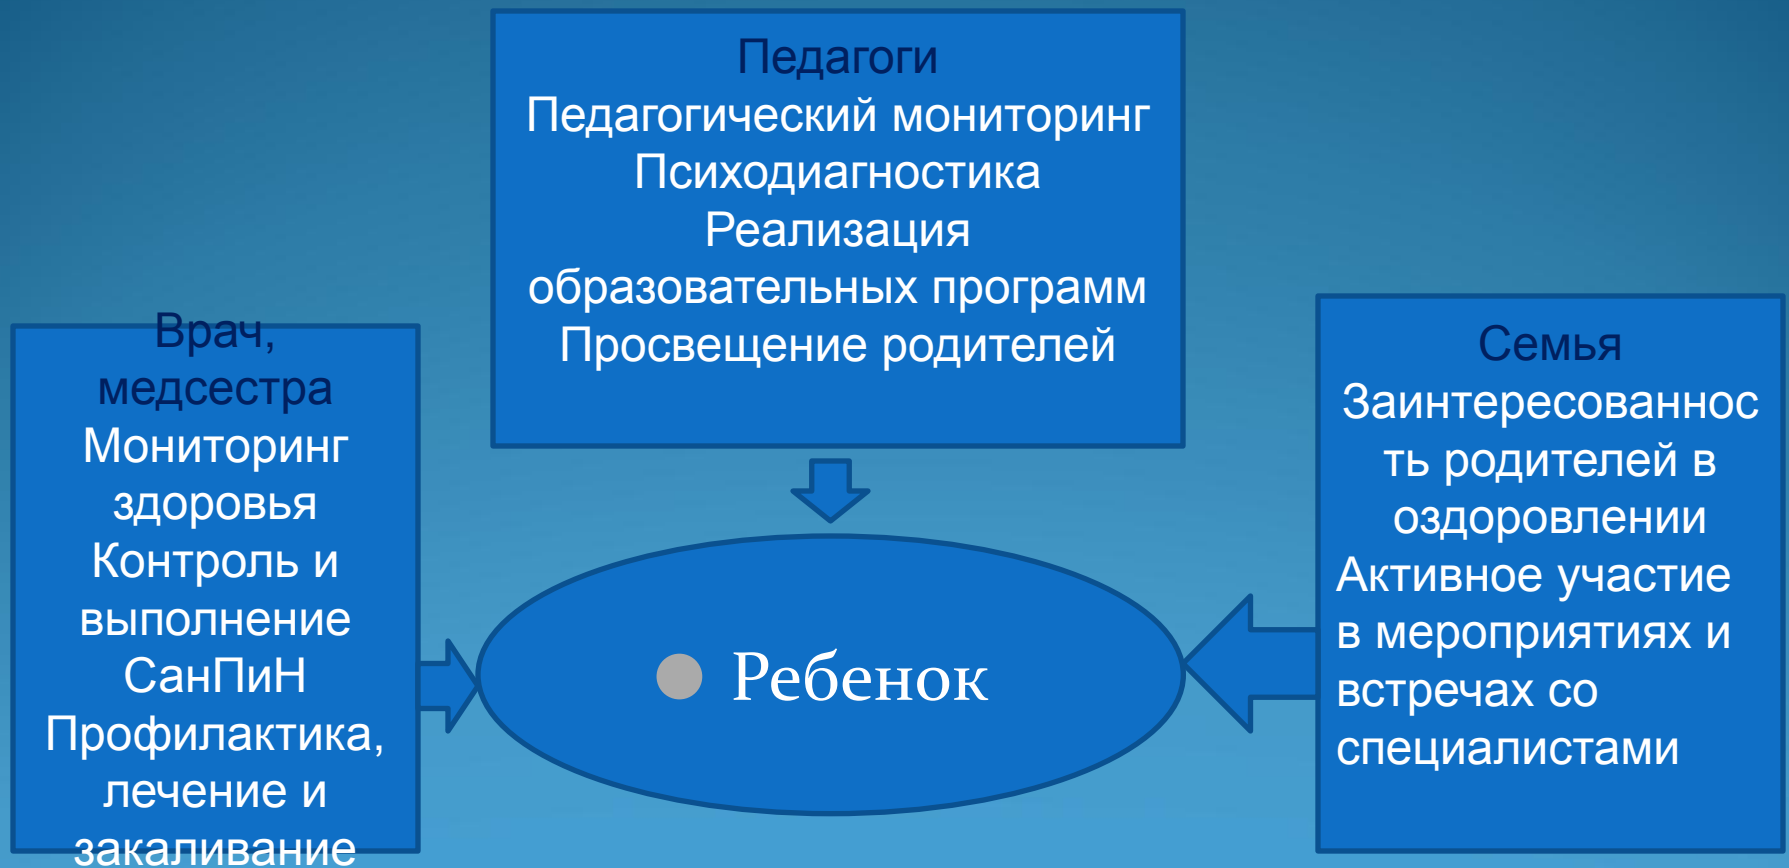 Педагоги
Педагогический мониторинг
Психодиагностика
Реализация
образовательных программ
Просвещение родителей
Врач,
медсестра
Мониторинг
здоровья
Контроль и
выполнение
СанПиН
Профилактика,
лечение и
закаливание
Ребенок
Семья
Заинтересованнос
ть родителей в
оздоровлении
Активное участие
в мероприятиях и
встречах со
специалистами